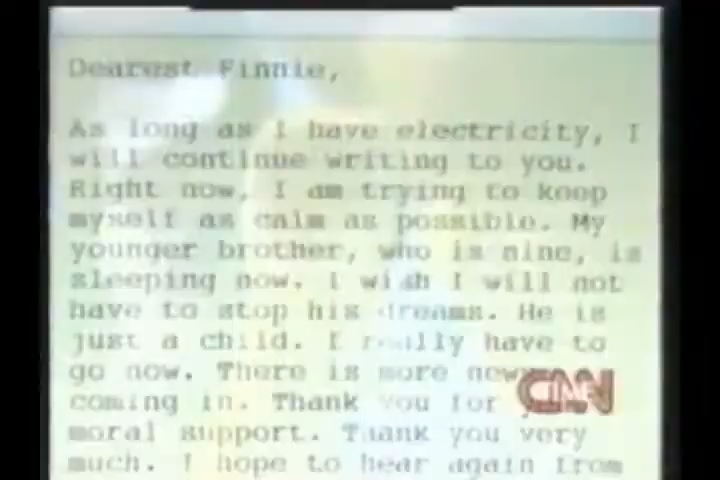 Dearest Finnie,
As long as I have electricity, I
will continue writing to you.
Right now, I am trying to keep
myself as calm as possible. My
younger brother, who is nine, is
sleeping now. I wish I will not
have to stop his dreams. He is
just a child. I really have to
go now. There is more news
coming in. Thank you for
CNN
moral support. Thank you very
much. I hope to hear again from